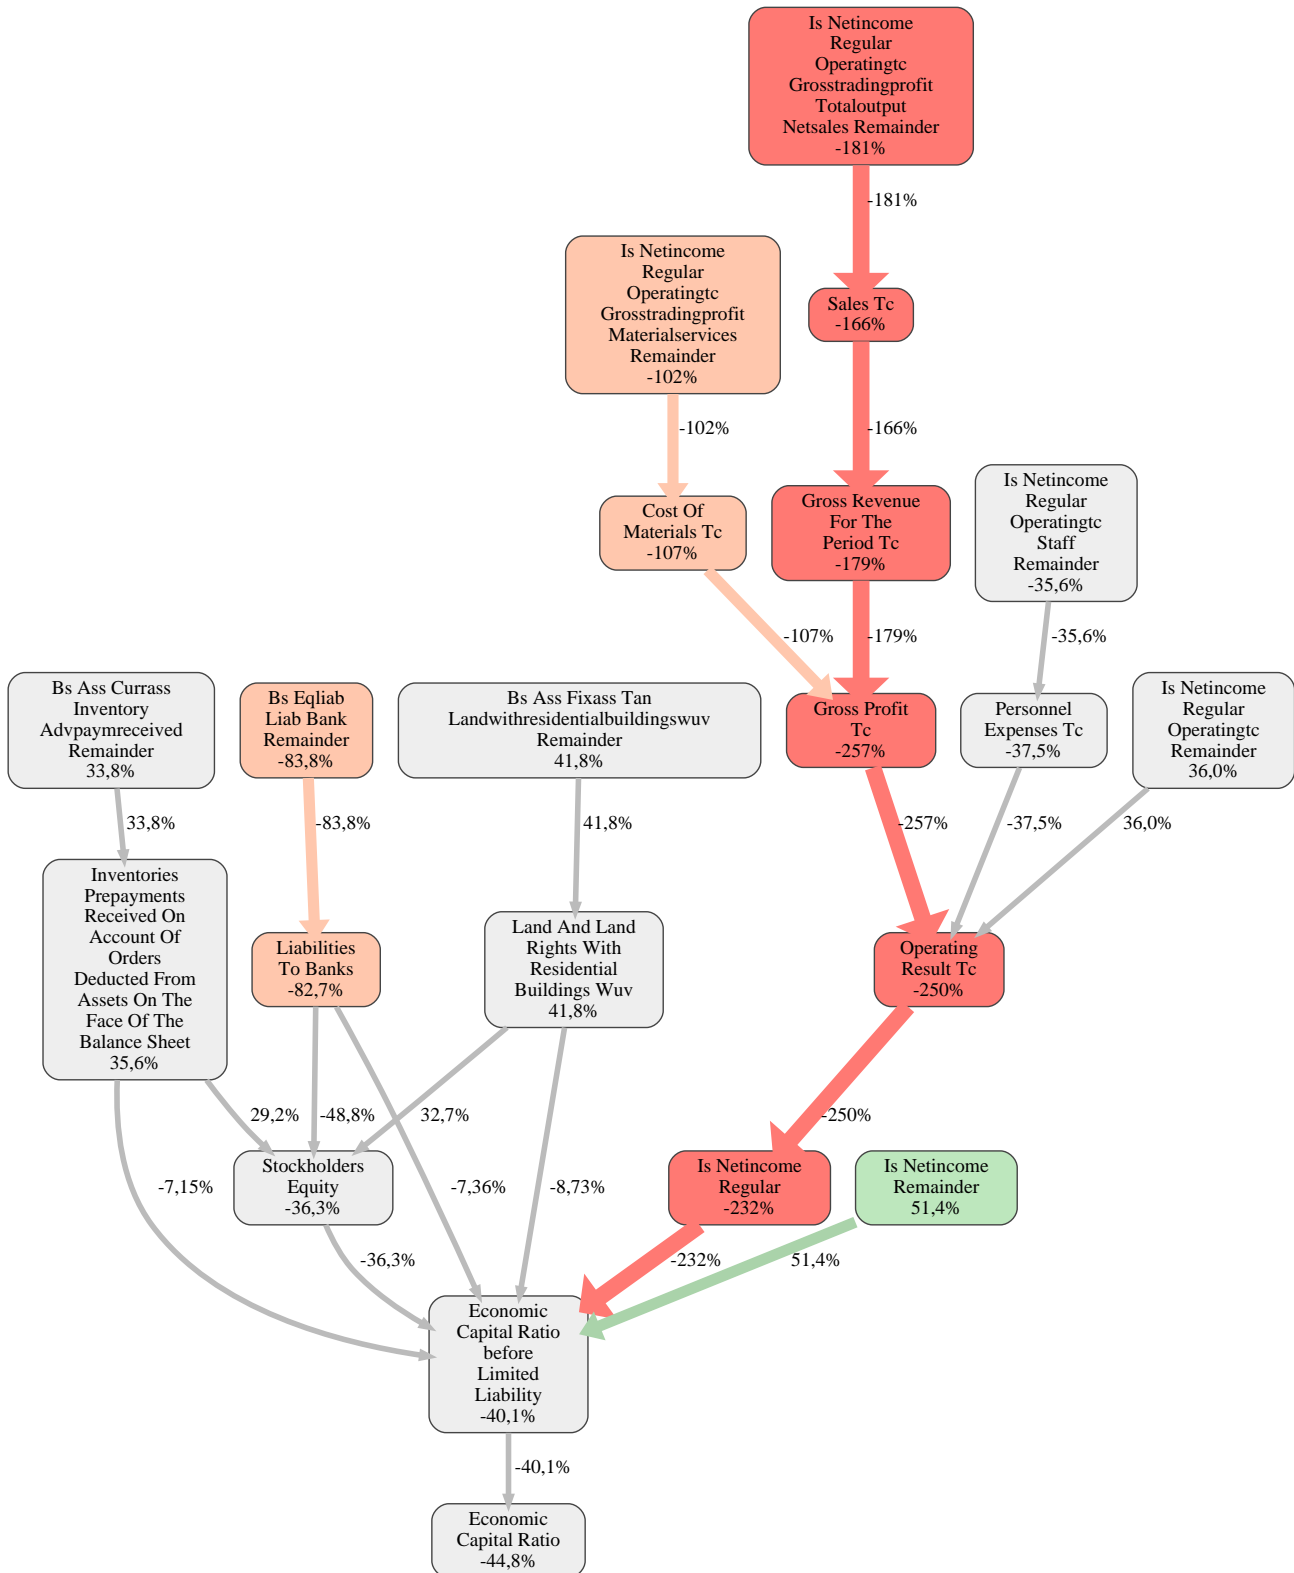 Is Netincome
Regular
Operatingtc
Grosstradingprofit
Totaloutput
Netsales Remainder
-181%
-181%
Is Netincome
Regular
Operatingtc
Grosstradingprofit
Materialservices
Remainder
-102%
Sales Tc
-166%
-102%
-166%
Is Netincome
Regular
Operatingtc
Staff
Remainder
-35,6%
Cost Of
Materials Tc
-107%
Gross Revenue
For The
Period Tc
-179%
-107%
-179%
-35,6%
Bs Ass Currass
Inventory
Advpaymreceived
Remainder
33,8%
Bs Eqliab
Liab Bank
Remainder
-83,8%
Bs Ass Fixass Tan
Landwithresidentialbuildingswuv
Remainder
41,8%
Gross Profit
Tc
-257%
Personnel
Expenses Tc
-37,5%
Is Netincome
Regular
Operatingtc
Remainder
36,0%
33,8%
-83,8%
41,8%
-257%
-37,5%
36,0%
Inventories
Prepayments
Received On
Account Of
Orders
Deducted From
Assets On The
Face Of The
Balance Sheet
35,6%
Liabilities
To Banks
-82,7%
Land And Land
Rights With
Residential
Buildings Wuv
41,8%
Operating
Result Tc
-250%
29,2%
-48,8%
32,7%
-250%
Stockholders
Equity
-36,3%
Is Netincome
Regular
-232%
Is Netincome
Remainder
51,4%
-7,15%
-7,36%
-8,73%
-36,3%
-232%
51,4%
Economic
Capital Ratio
before
Limited
Liability
-40,1%
-40,1%
Economic
Capital Ratio
-44,8%